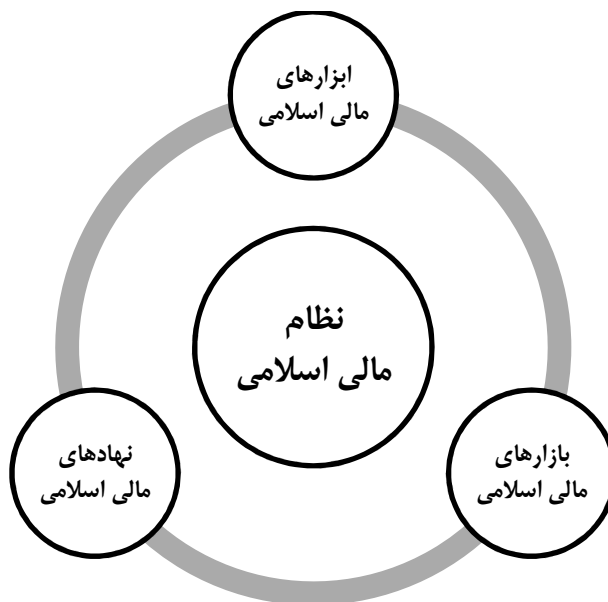 ابزارهای
مالی اسلامی
نظام
مالی اسلامی
بازارهای
مالی اسلامی
نهادهای
مالی اسلامی